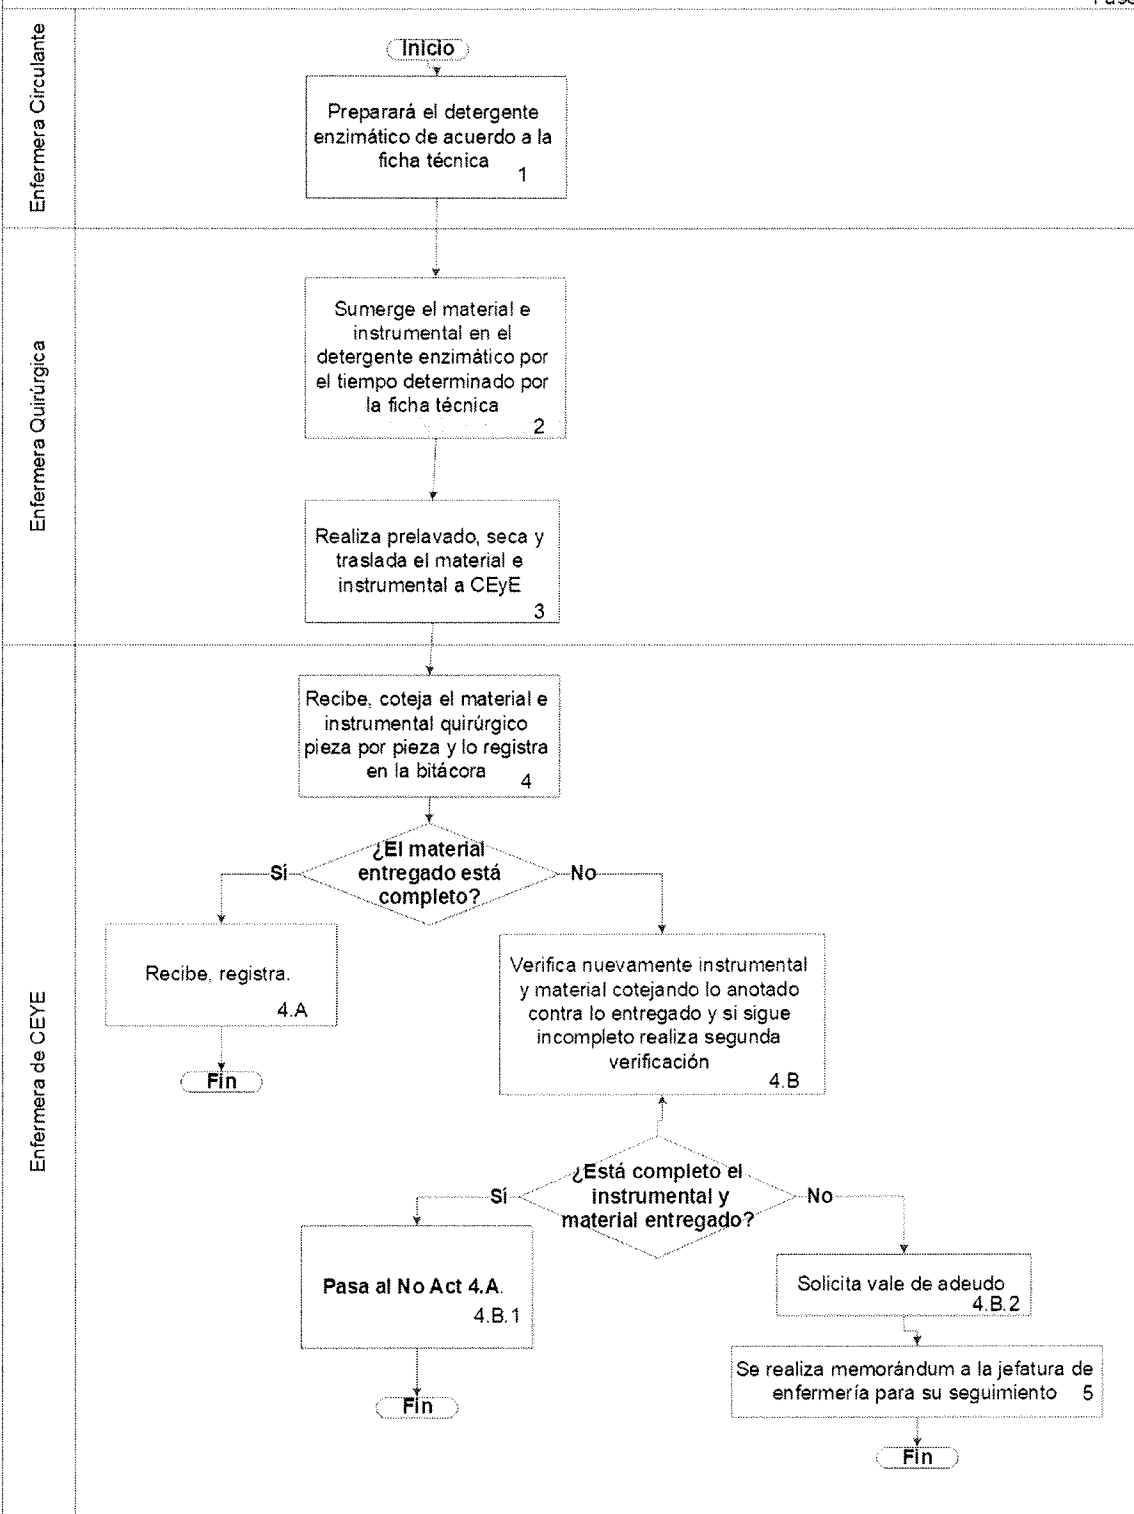 Enfermera Circulante
Inicio
Preparará el detergente
enzimático de acuerdo a la
ficha técnica
1
Enfermera Quirúrgica
Sumerge el material e
instrumental en el
detergente enzimático por
el tiempo determinado por
la ficha técnica
2
Realiza prelavado, seca y
traslada el material e
instrumental a CEyE
3
Enfermera de CEYE
Recibe, coteja el material e
instrumental quirúrgico
pieza por pieza y lo registra
en la bitácora
4
¿El material
entregado está
completo?
Sí
No
Recibe, registra.
4.A
Fin
Verifica nuevamente instrumental
y material cotejando lo anotado
contra lo entregado y si sigue
incompleto realiza segunda
verificación
4.B
¿Está completo el
instrumental y
material entregado?
Sí
No
Pasa al No Act 4.A.
4.B.1
Fin
Solicita vale de adeudo
4.B.2
Se realiza memorándum a la jefatura de
enfermería para su seguimiento 5
Fin